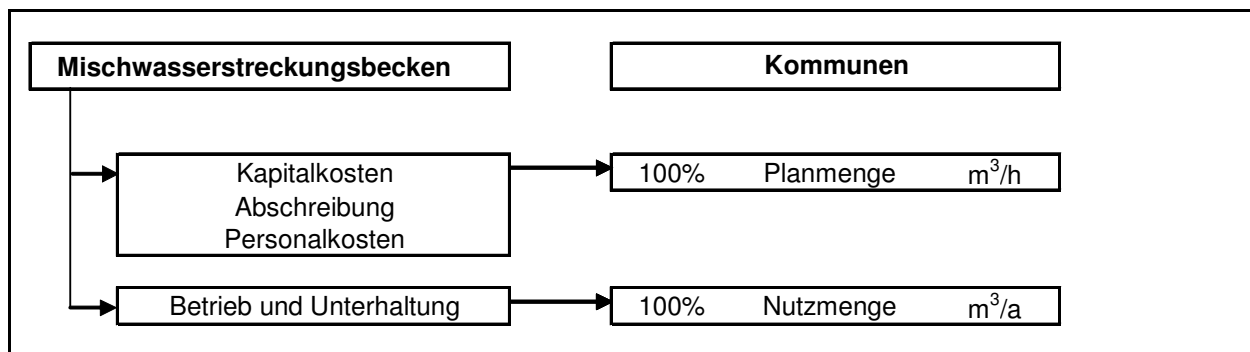 Mischwasserstreckungsbecken
Kommunen
Kapitalkosten
Abschreibung
Personalkosten
100% Planmenge m³/h
Betrieb und Unterhaltung
100% Nutzmenge m³/a